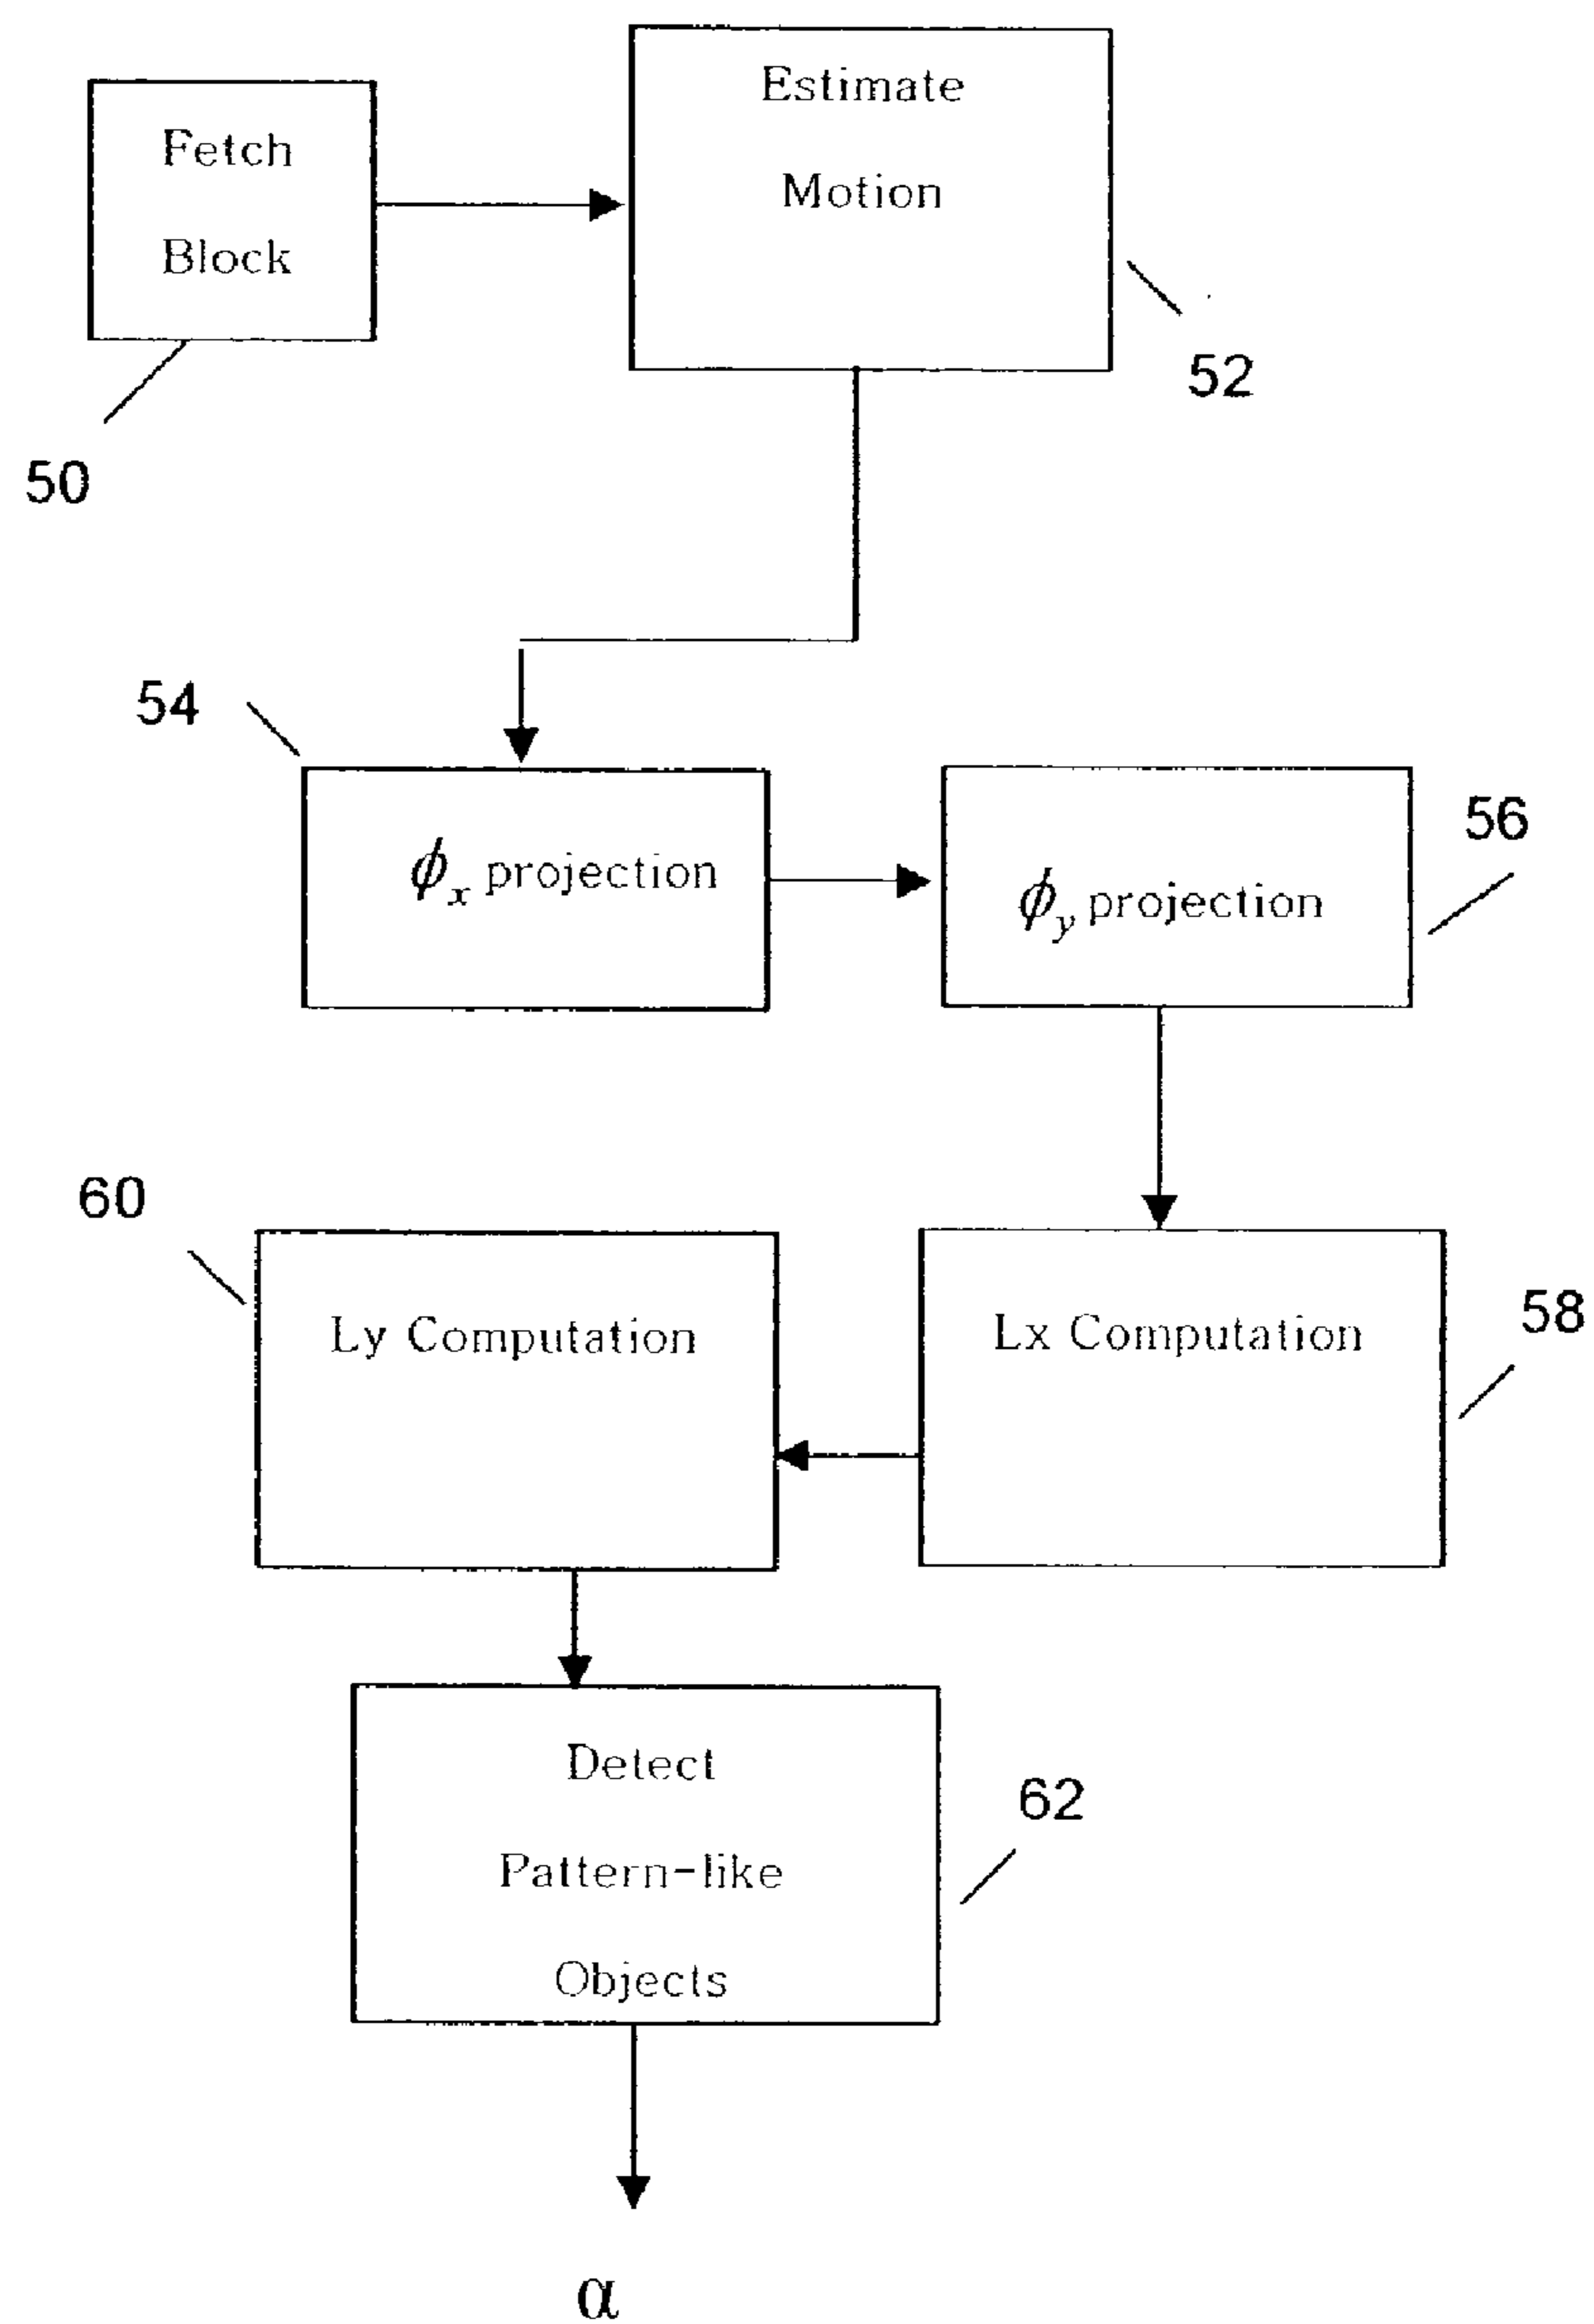 Fetch
Block
50
Estimate
Motion
52
54
ϕx projection
56
ϕy projection
60
Ly Computation
58
Lx Computation
Detect
Pattern-like
Objects
62
α